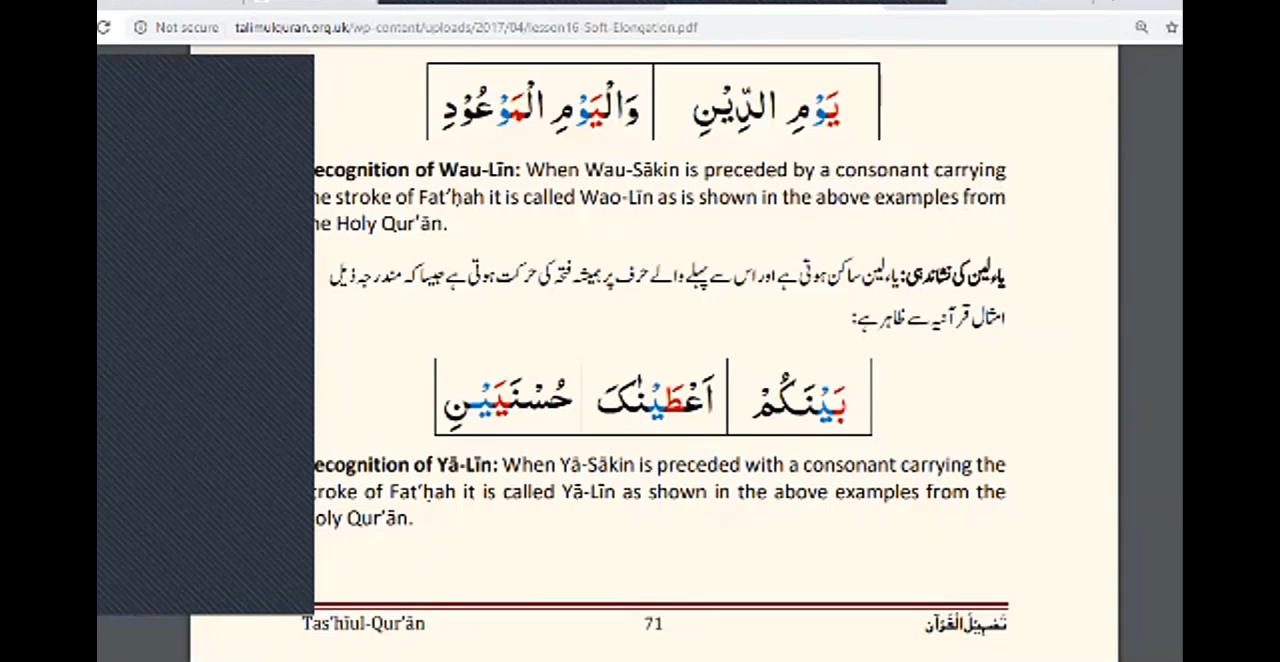 Not secure talimulquran.org.uk/wp-content/uploads/2017/04/lesson16-Soft-Elongation.pdf
يَوْمِ الدِّيْنِ وَالْيَوْمِ الْمَوْعُوْدِ
ecognition of Wau-Līn: When Wau-Sākin is preceded by a consonant carrying
he stroke of Fat'ḥah it is called Wao-Līn as is shown in the above examples from
he Holy Qur'ān.
یاء لین کی نشاندہی: یاء لین ساکن ہوتی ہے اور اس سے پہلے والے حرف پر ہمیشہ فتحہ کی حرکت ہوتی ہے جیسا کہ مندرجہ ذیل
امثال قرآنیہ سے ظاہر ہے:
بَيْنَكُمْ اَعْطَيْنٰكَ حُسْنَيَيْنِ
ecognition of Yā-Līn: When Yā-Sākin is preceded with a consonant carrying the
troke of Fat'ḥah it is called Yā-Līn as shown in the above examples from the
oly Qur'ān.
Tas'hīul-Qur'ān 71 تَسْهِيْلُ الْقُرْآن